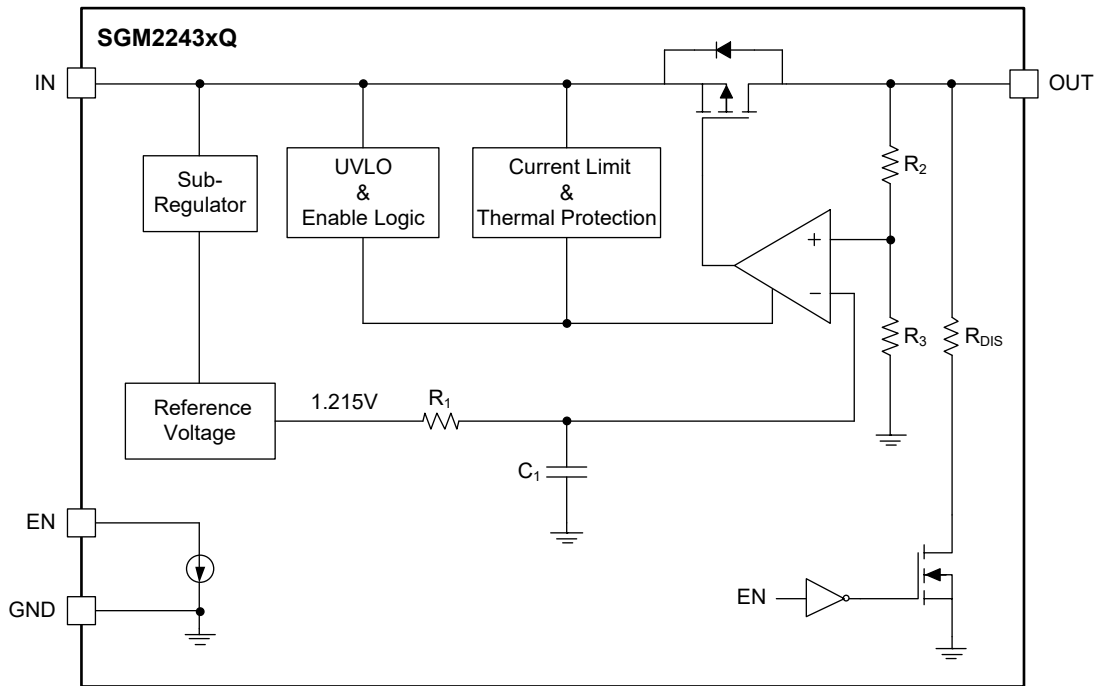 SGM2243xQ
IN
OUT
Sub-
Regulator
UVLO
&
Enable Logic
Current Limit
&
Thermal Protection
R2
+
−
R3
RDIS
Reference
Voltage
1.215V
R1
C1
EN
GND
EN